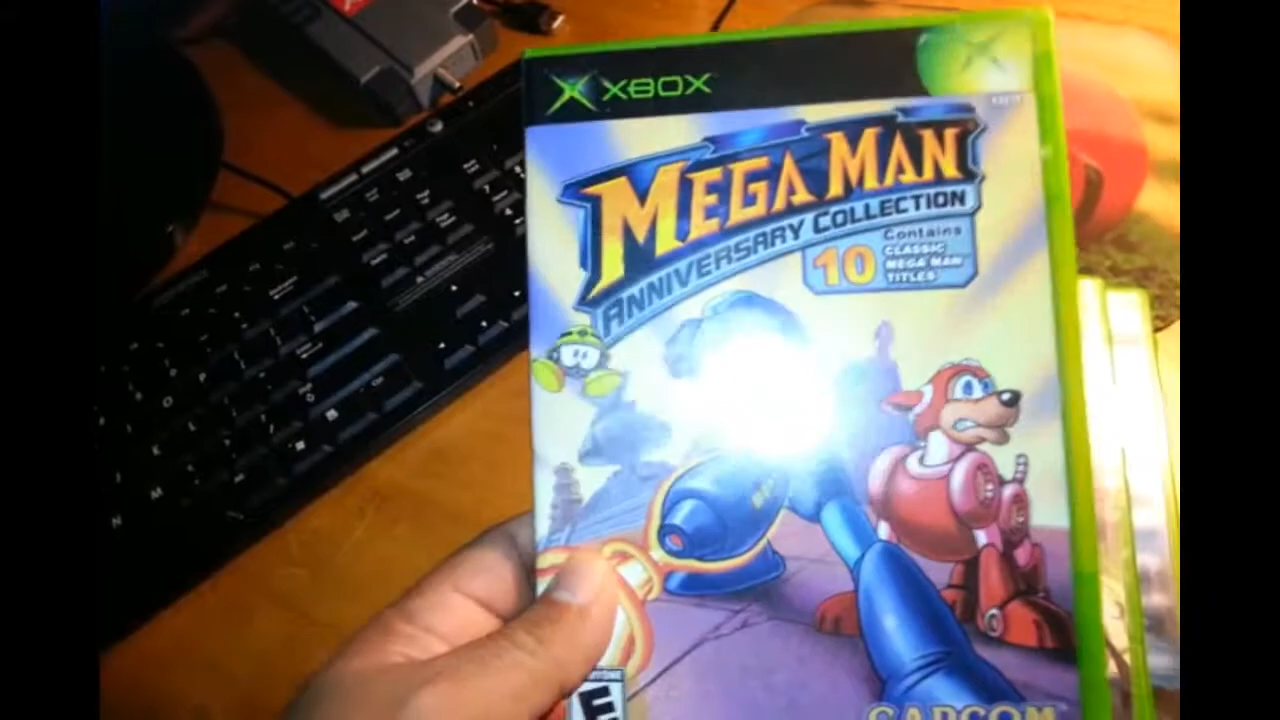 XBOX
MEGA MAN
ANNIVERSARY COLLECTION
10
Contains
CLASSIC
MEGA MAN
TITLES
E
CAPCOM